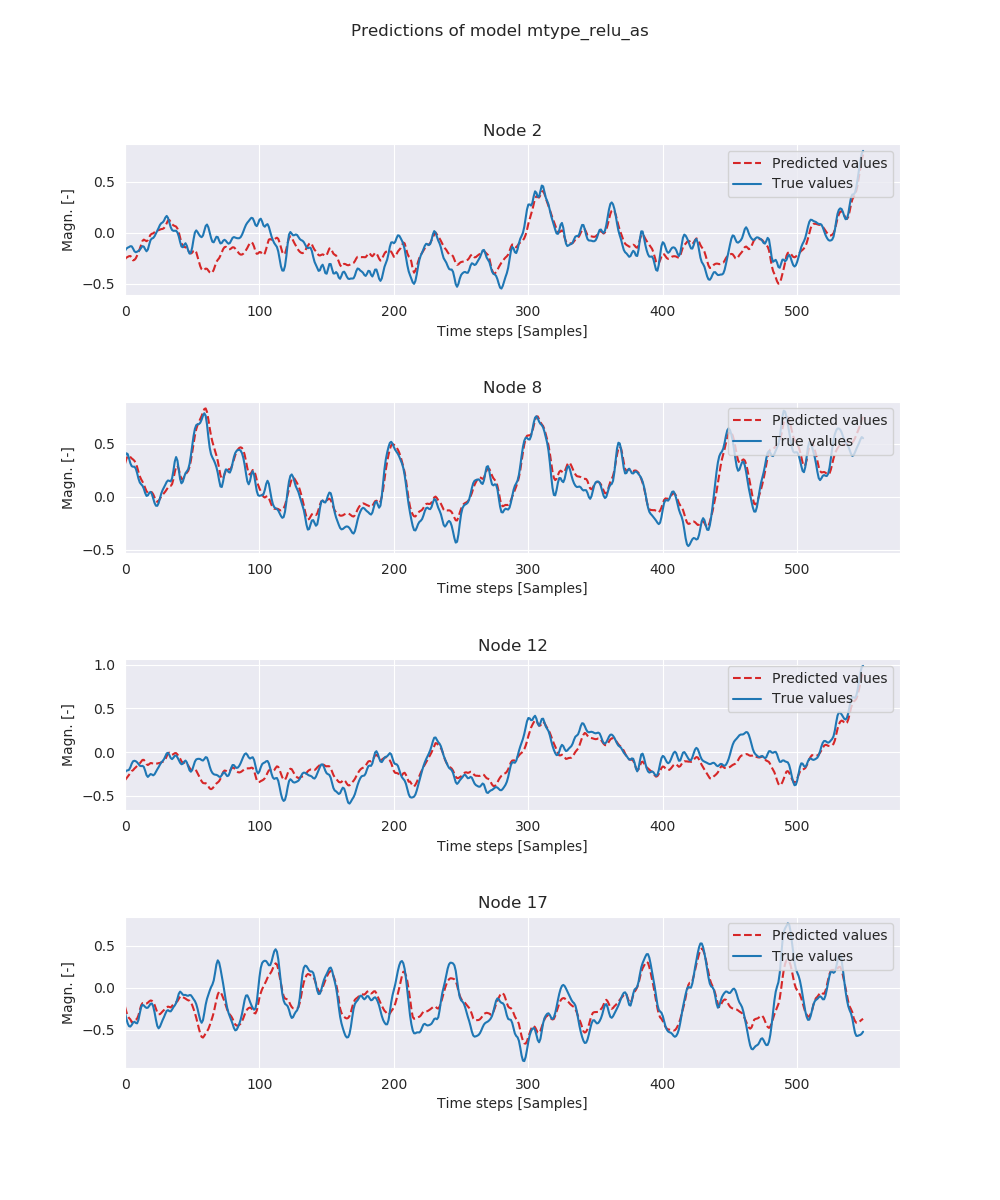 Predictions of model mtype_relu_as
Node 2
Magn. [-]
0.5
0.0
−0.5
Predicted values
True values
0 100 200 300 400 500
Time steps [Samples]
Node 8
Magn. [-]
0.5
0.0
−0.5
Predicted values
True values
0 100 200 300 400 500
Time steps [Samples]
Node 12
Magn. [-]
1.0
0.5
0.0
−0.5
Predicted values
True values
0 100 200 300 400 500
Time steps [Samples]
Node 17
Magn. [-]
0.5
0.0
−0.5
Predicted values
True values
0 100 200 300 400 500
Time steps [Samples]